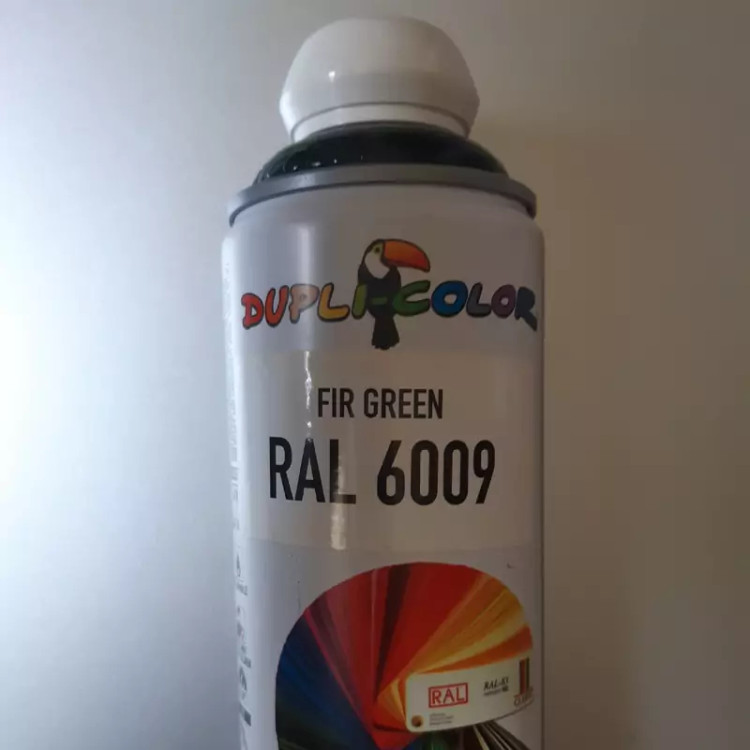 DUPLI-COLOR
FIR GREEN
RAL 6009
RAL